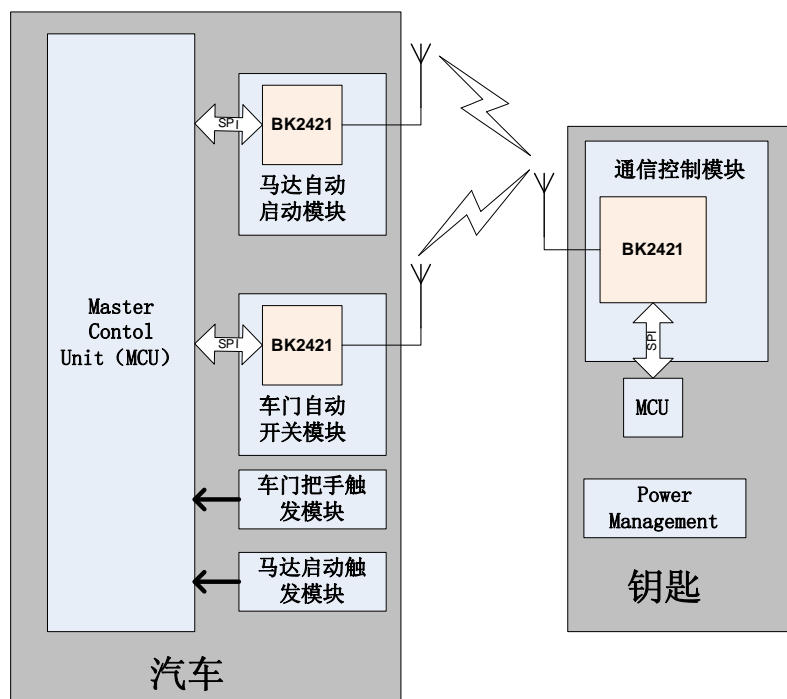 SPI
BK2421
马达自动
启动模块
Master
Contol
Unit（MCU）
SPI
BK2421
车门自动
开关模块
车门把手触
发模块
马达启动触
发模块
汽车
通信控制模块
BK2421
SPI
MCU
Power
Management
钥匙